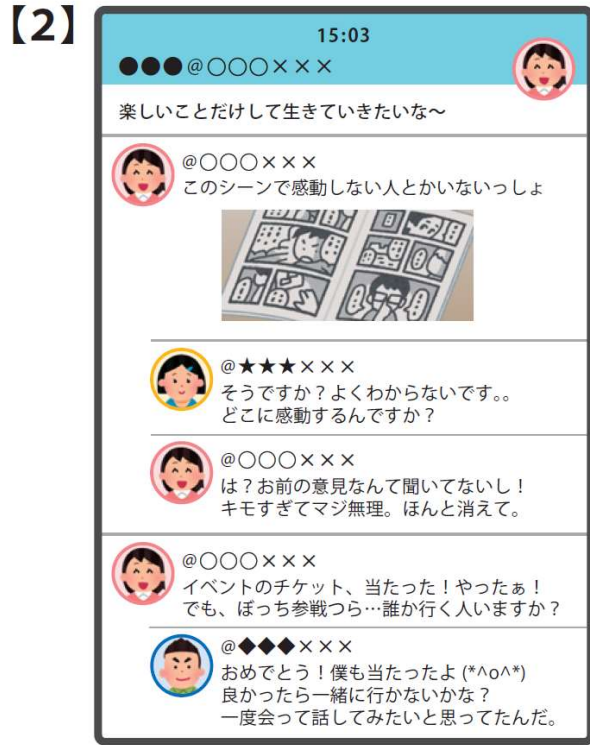 【2】
15:03
●●●@○○○×××
楽しいことだけして生きていきたいな〜
@○○○×××
このシーンで感動しない人とかいないっしょ
@★★★×××
そうですか？よくわからないです。。
どこに感動するんですか？
@○○○×××
は？お前の意見なんて聞いてないし！
キモすぎてマジ無理。ほんと消えて。
@○○○×××
イベントのチケット、当たった！やったぁ！
でも、ぼっち参戦つら…誰か行く人いますか？
@◆◆◆×××
おめでとう！僕も当たったよ (*^o^*)
良かったら一緒に行かないかな？
一度会って話してみたいと思ってたんだ。